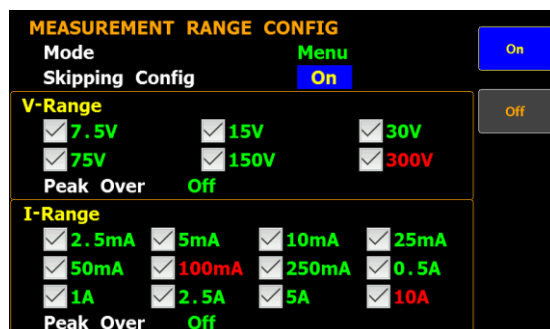 MEASUREMENT RANGE CONFIG
Mode Menu
Skipping Config On
On
Off
V-Range
7.5V 15V 30V
75V 150V 300V
Peak Over Off
I-Range
2.5mA 5mA 10mA 25mA
50mA 100mA 250mA 0.5A
1A 2.5A 5A 10A
Peak Over Off